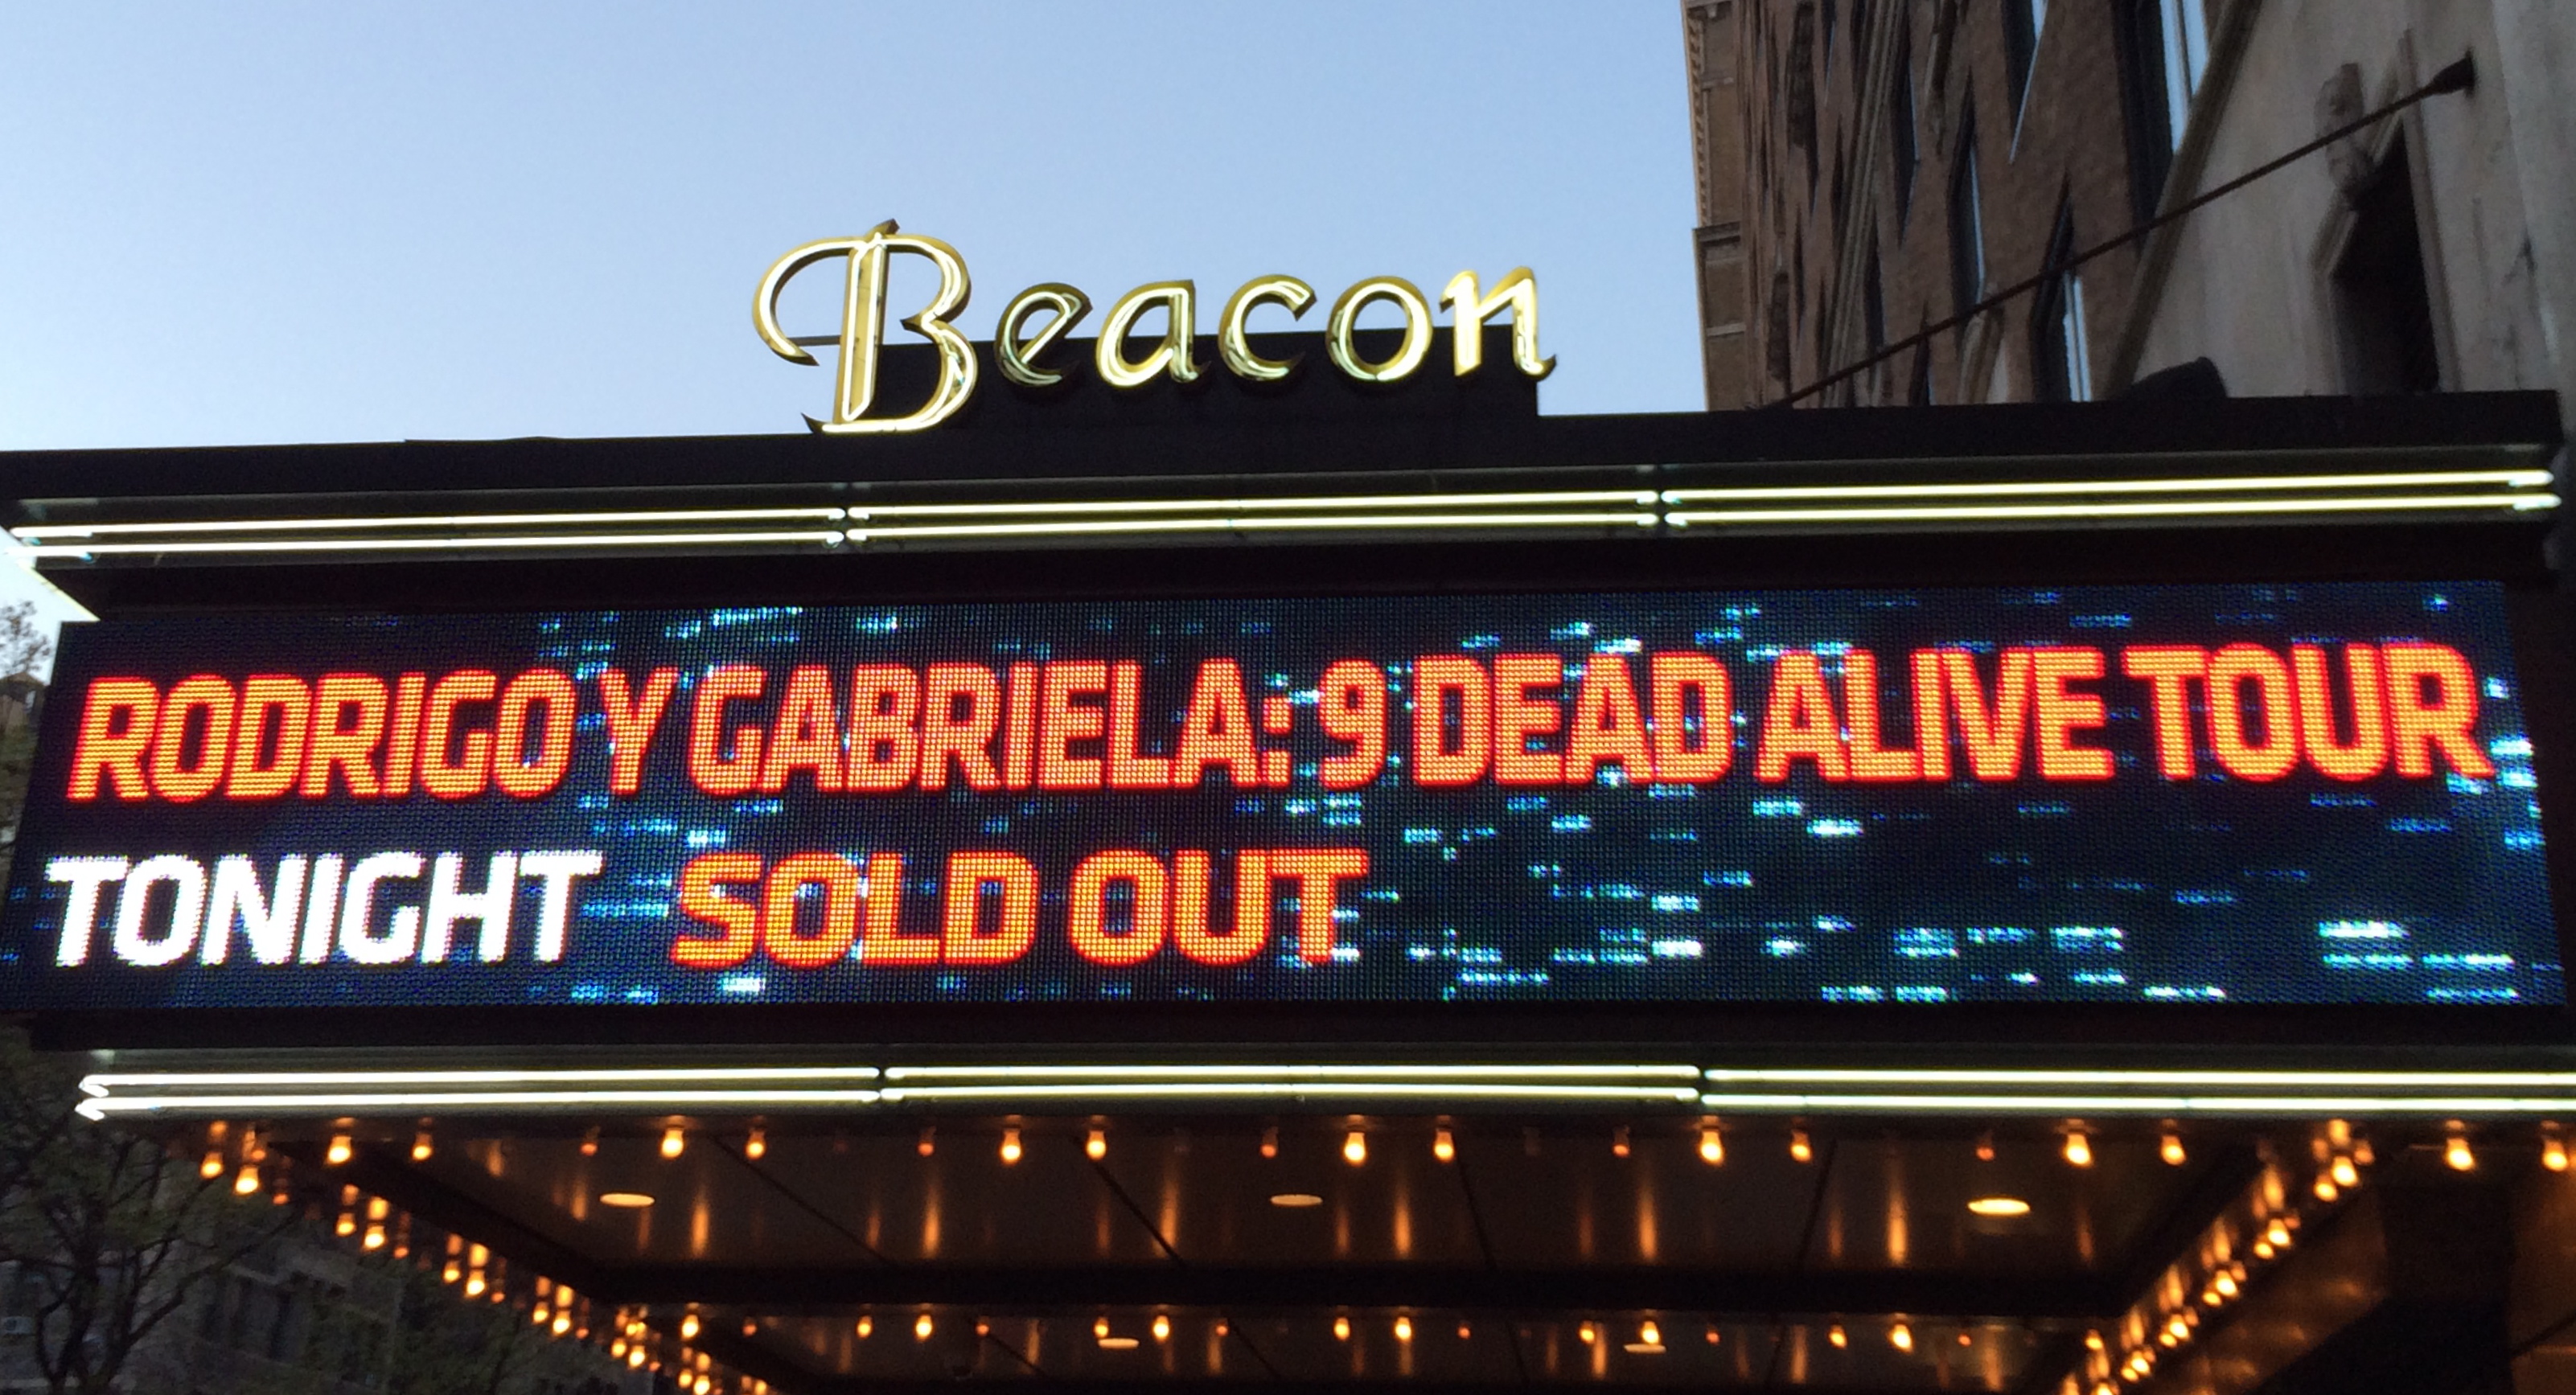 Beacon
RODRIGO Y GABRIELA: 9 DEAD ALIVE TOUR
TONIGHT SOLD OUT